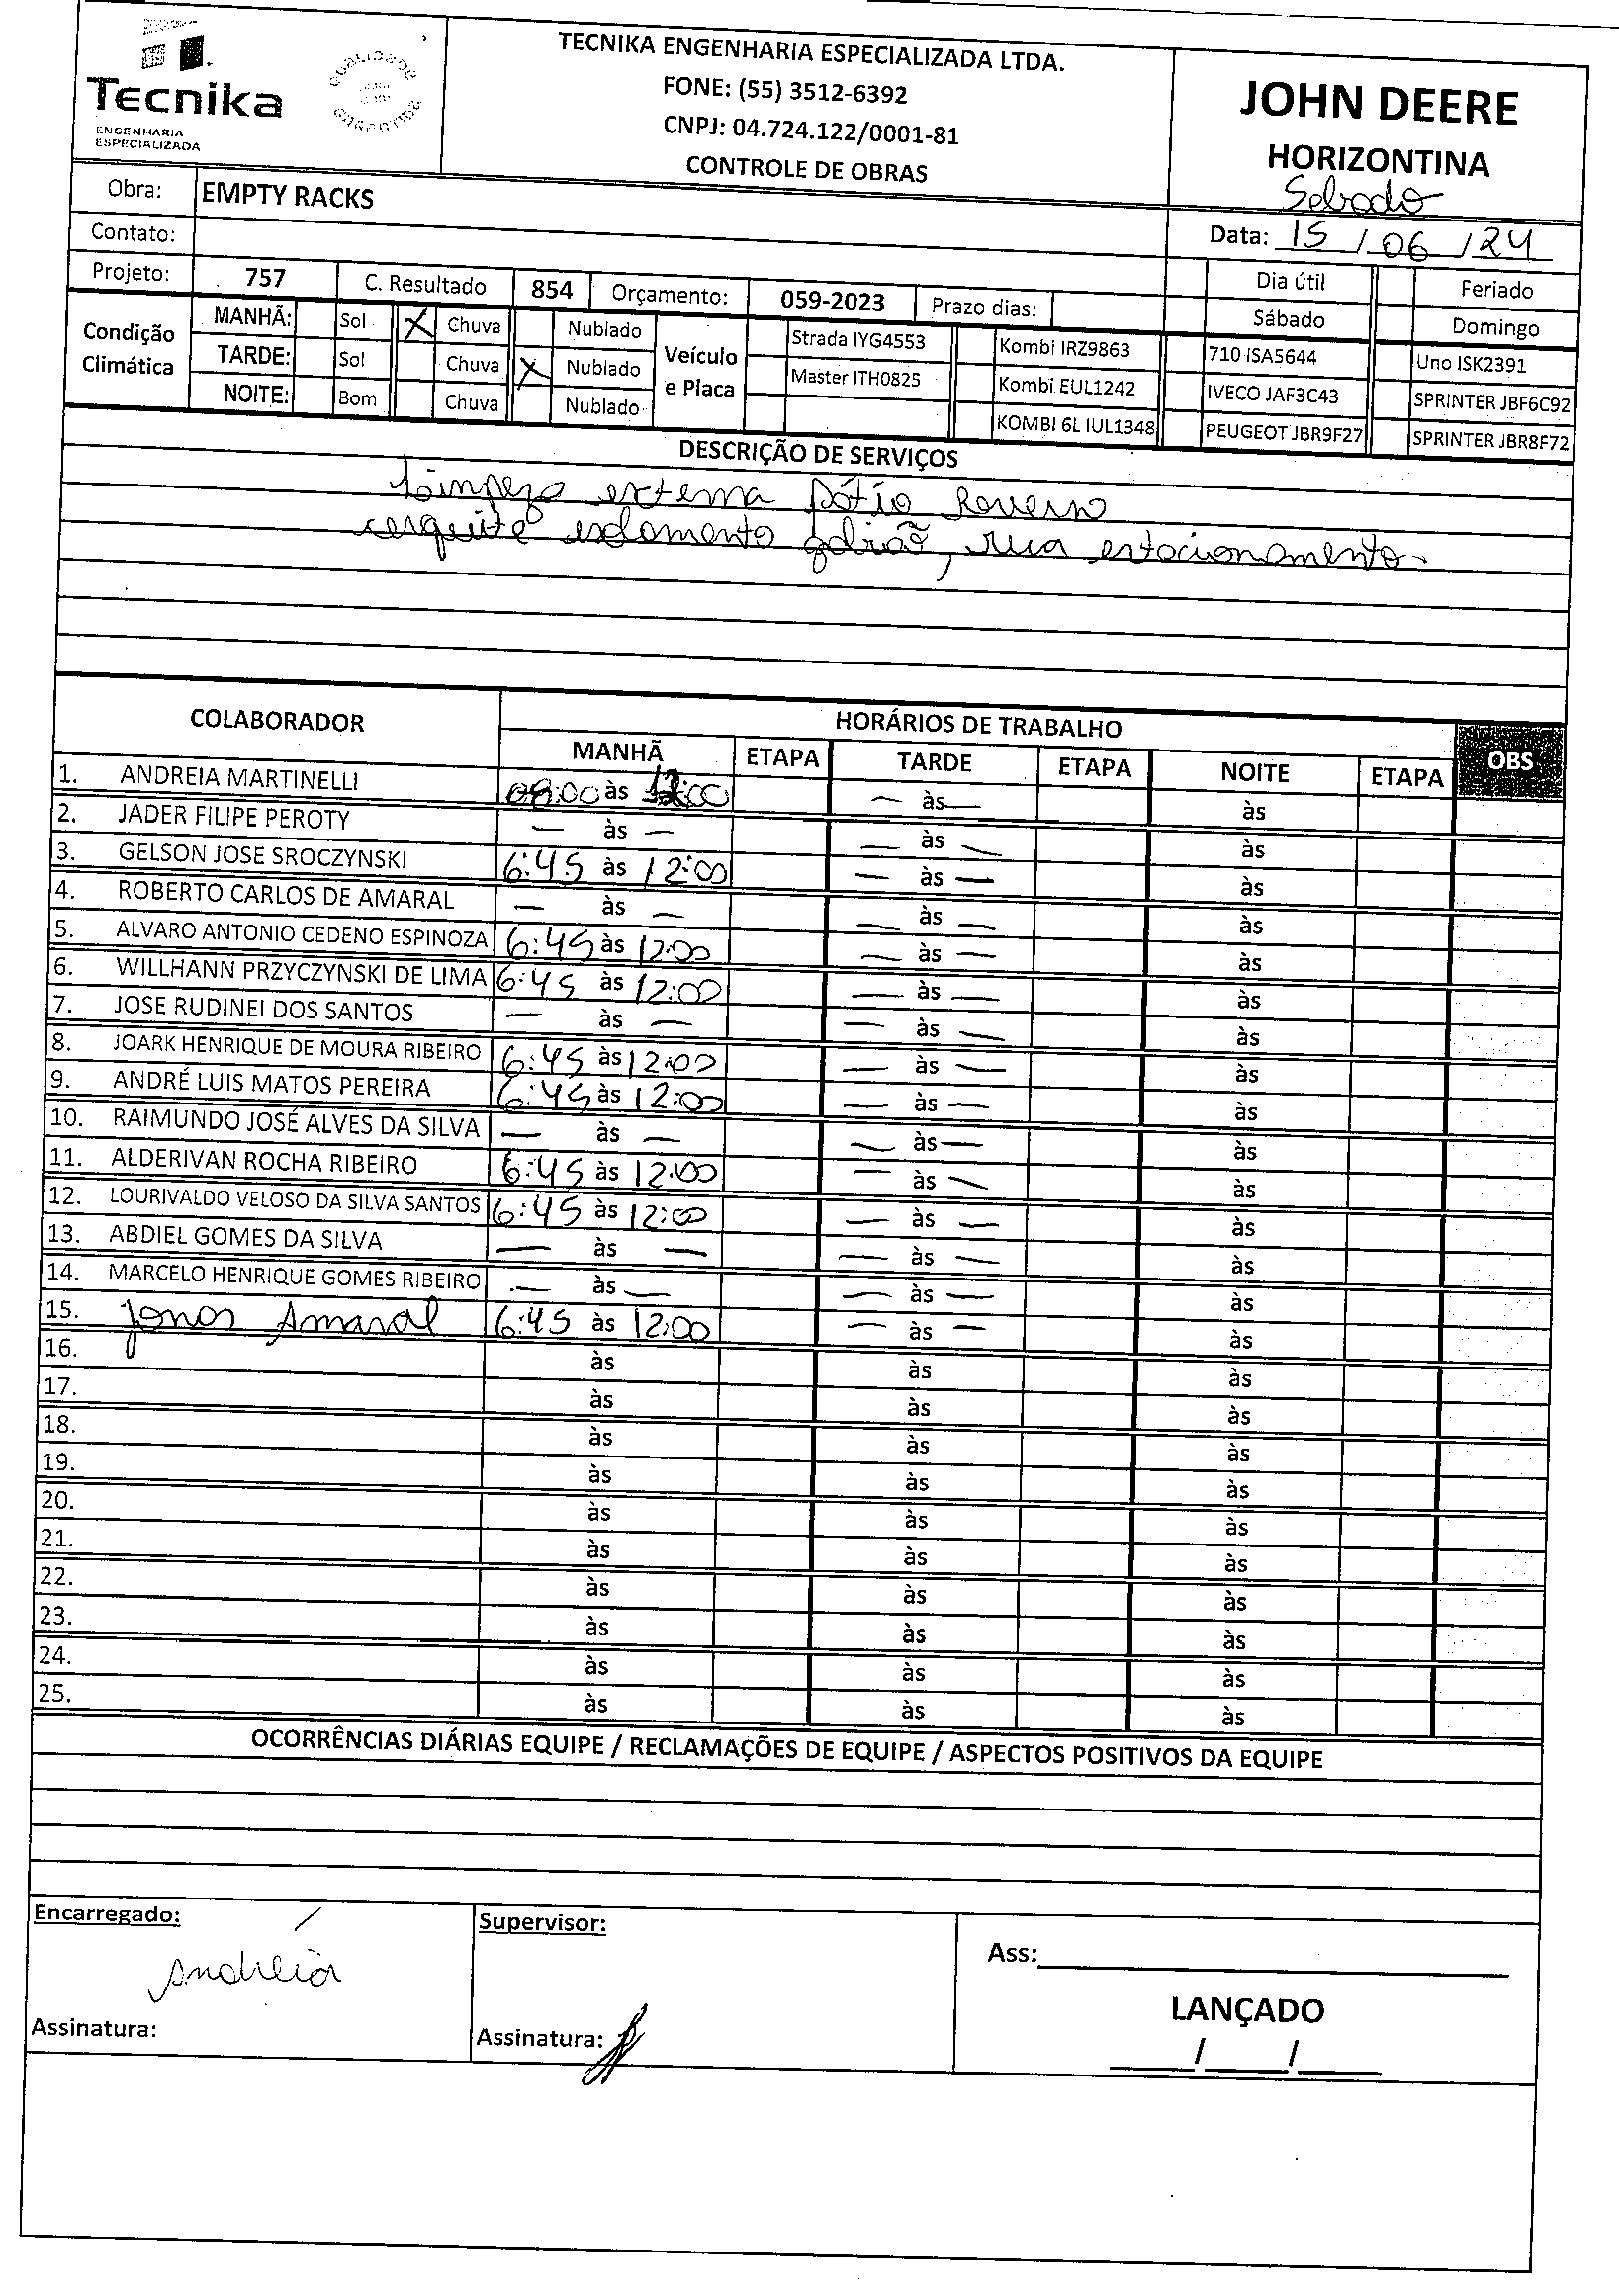 Tecnika
ENGENHARIA
ESPECIALIZADA
TECNIKA ENGENHARIA ESPECIALIZADA LTDA.
FONE: (55) 3512-6392
CNPJ: 04.724.122/0001-81
CONTROLE DE OBRAS
JOHN DEERE
HORIZONTINA
Sabado
Data: 15 / 06 / 24
Obra: EMPTY RACKS
Contato:
Projeto: 757 C. Resultado 854 Orçamento: 059-2023 Prazo dias: Dia útil Feriado
Sábado Domingo
Condição Climática
MANHÃ: Sol X Chuva Nublado
TARDE: Sol Chuva X Nublado
NOITE: Bom Chuva Nublado
Veículo e Placa
Strada IYG4553 Kombi IRZ9863 710 ISA5644 Uno ISK2391
Master ITH0825 Kombi EUL1242 IVECO JAF3C43 SPRINTER JBF6C92
KOMBI 6L IUL1348 PEUGEOT JBR9F27 SPRINTER JBR8F72
DESCRIÇÃO DE SERVIÇOS
Limpeza externa pátio
rua estacionamento
COLABORADOR HORÁRIOS DE TRABALHO OBS
MANHÃ ETAPA TARDE ETAPA NOITE ETAPA
1. ANDREIA MARTINELLI 08:00 às 12:00 — às — às
2. JADER FILIPE PEROTY — às — — às — às
3. GELSON JOSE SROCZYNSKI 6:45 às 12:00 — às — às
4. ROBERTO CARLOS DE AMARAL — às — — às — às
5. ALVARO ANTONIO CEDENO ESPINOZA 6:45 às 12:00 — às — às
6. WILLHANN PRZYCZYNSKI DE LIMA 6:45 às 12:00 — às — às
7. JOSE RUDINEI DOS SANTOS — às — — às — às
8. JOARK HENRIQUE DE MOURA RIBEIRO 6:45 às 12:00 — às — às
9. ANDRÉ LUIS MATOS PEREIRA 6:45 às 12:00 — às — às
10. RAIMUNDO JOSÉ ALVES DA SILVA — às — — às — às
11. ALDERIVAN ROCHA RIBEIRO 6:45 às 12:00 — às — às
12. LOURIVALDO VELOSO DA SILVA SANTOS 6:45 às 12:00 — às — às
13. ABDIEL GOMES DA SILVA — às — — às — às
14. MARCELO HENRIQUE GOMES RIBEIRO — às — — às — às
15. Jonas Amaral 6:45 às 12:00 — às — às
16. às às às
17. às às às
18. às às às
19. às às às
20. às às às
21. às às às
22. às às às
23. às às às
24. às às às
25. às às às
OCORRÊNCIAS DIÁRIAS EQUIPE / RECLAMAÇÕES DE EQUIPE / ASPECTOS POSITIVOS DA EQUIPE
Encarregado: Supervisor:
Andreia
Ass:
LANÇADO
Assinatura: Assinatura:
/ /